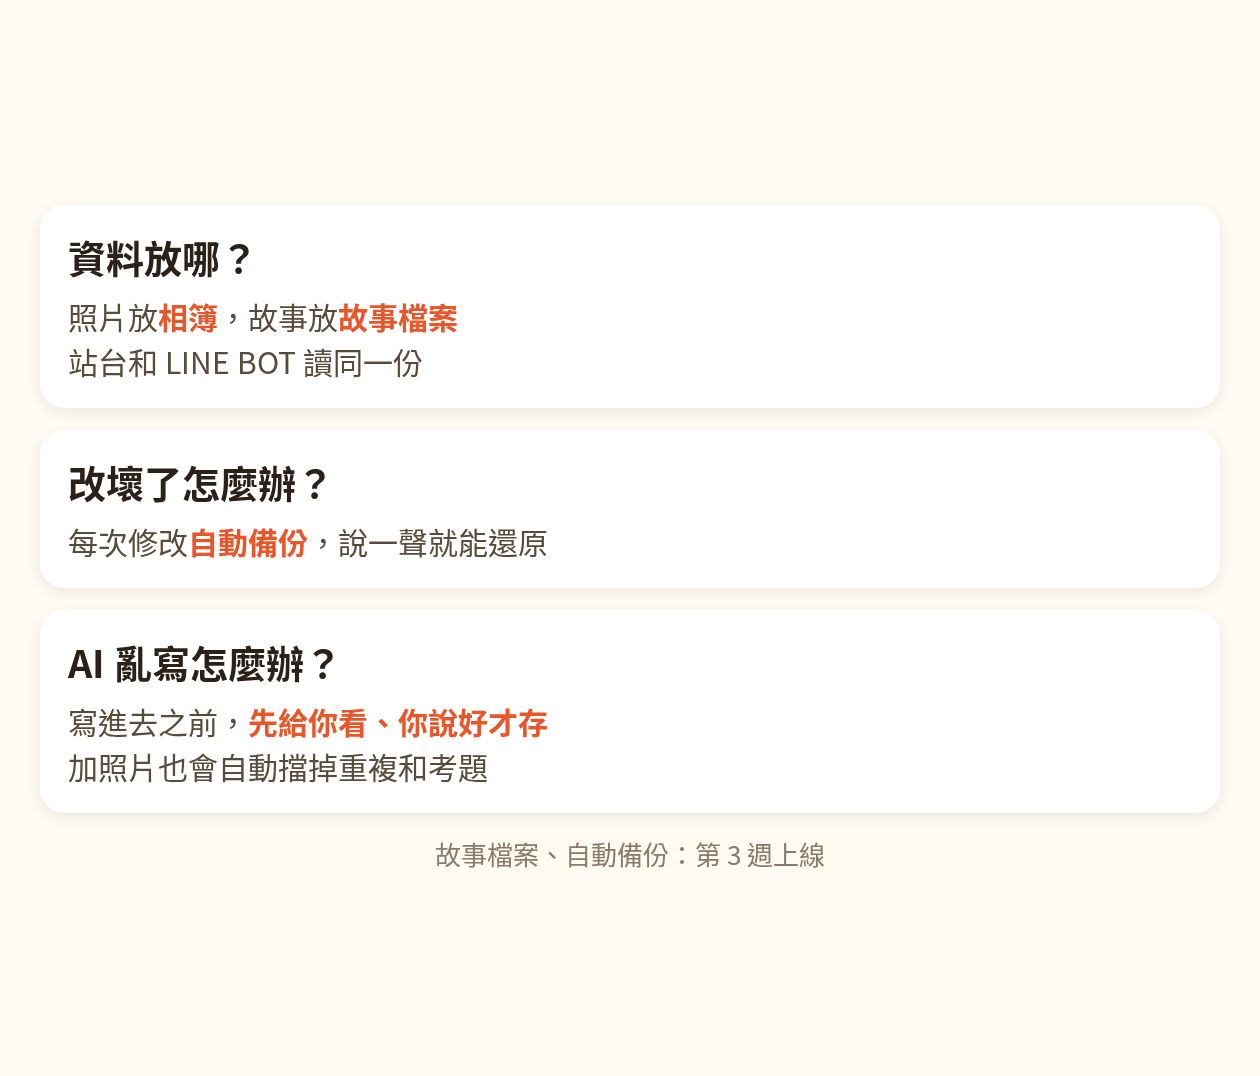 資料放哪？
照片放相簿，故事放故事檔案
站台和 LINE BOT 讀同一份
改壞了怎麼辦？
每次修改自動備份，說一聲就能還原
AI 亂寫怎麼辦？
寫進去之前，先給你看、你說好才存
加照片也會自動擋掉重複和考題
故事檔案、自動備份：第 3 週上線